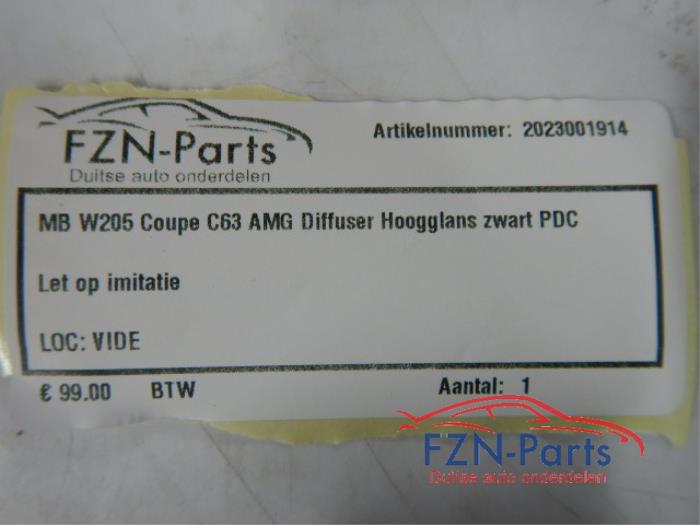 FZN-Parts
Duitse auto onderdelen
Artikelnummer: 2023001914
MB W205 Coupe C63 AMG Diffuser Hoogglans zwart PDC
Let op imitatie
LOC: VIDE
€ 99.00 BTW Aantal: 1
FZN-Parts
Duitse auto onderdelen